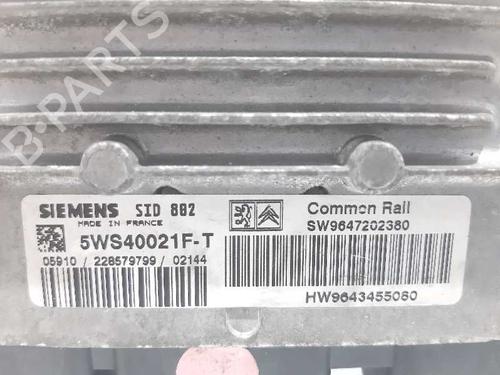 B-PARTS
SIEMENS SID 802
MADE IN FRANCE
5WS40021F-T
05910 / 228579799 / 02144
Common Rail
SW9647202380
HW9643455080